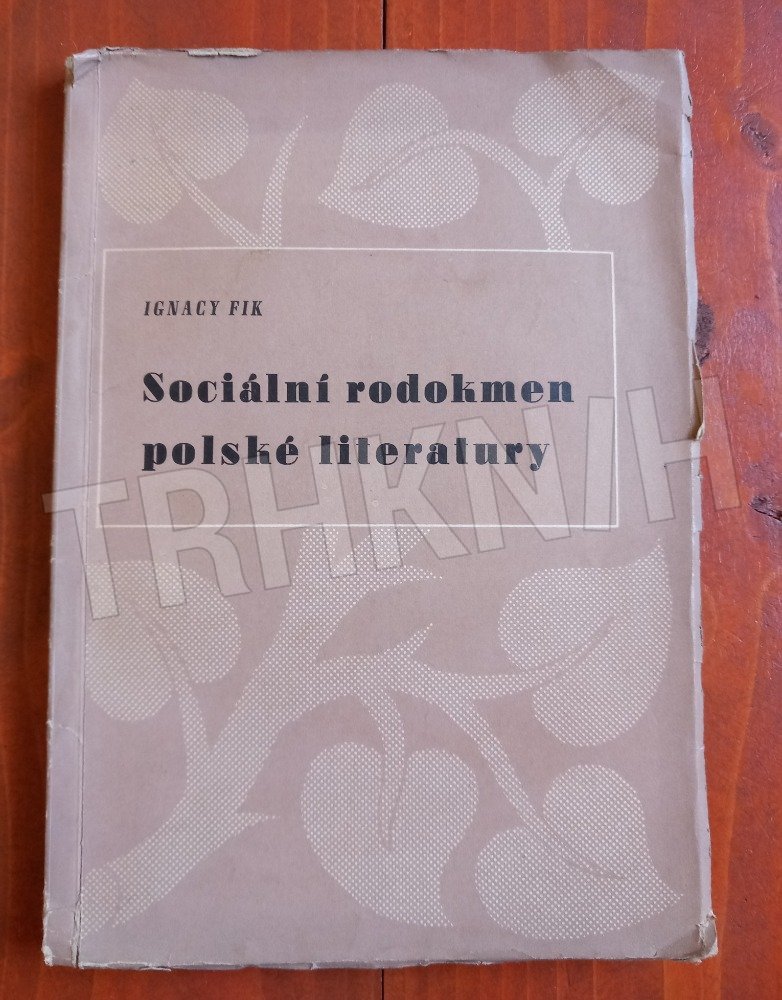 IGNACY FIK
Sociální rodokmen
polské literatury
TRHKNIH